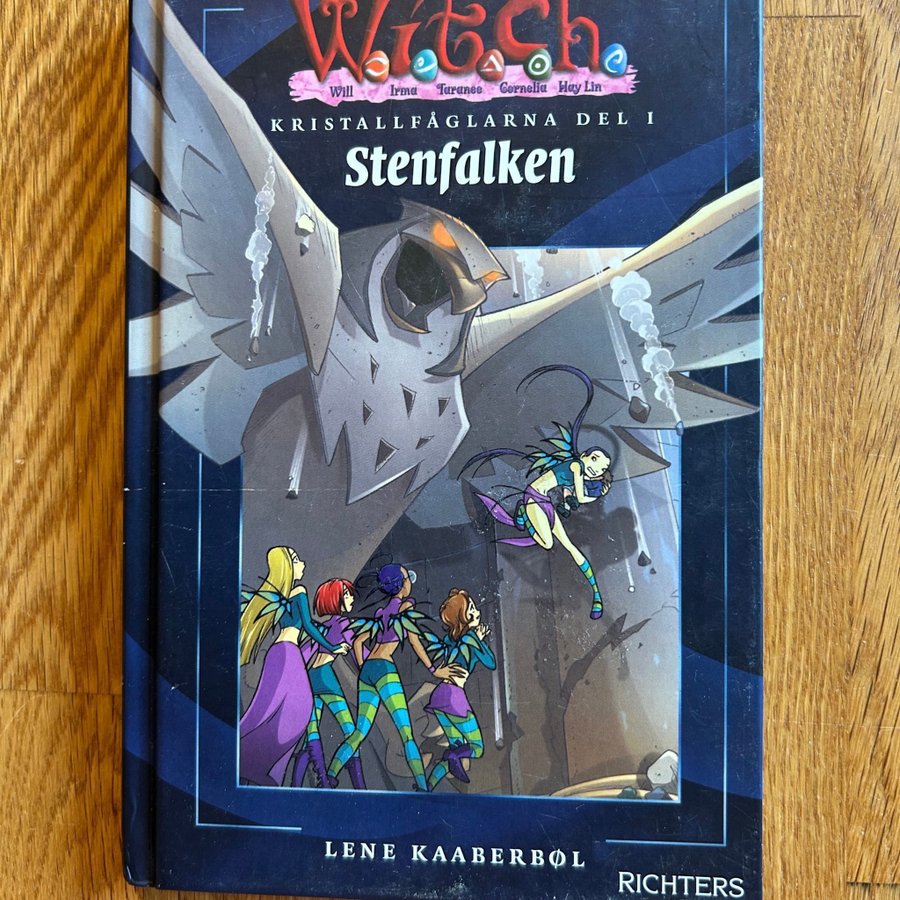 Witch
Will Irma Taranee Cornelia Hay Lin
KRISTALLFÅGLARNA DEL I
Stenfalken
LENE KAABERBØL
RICHTERS